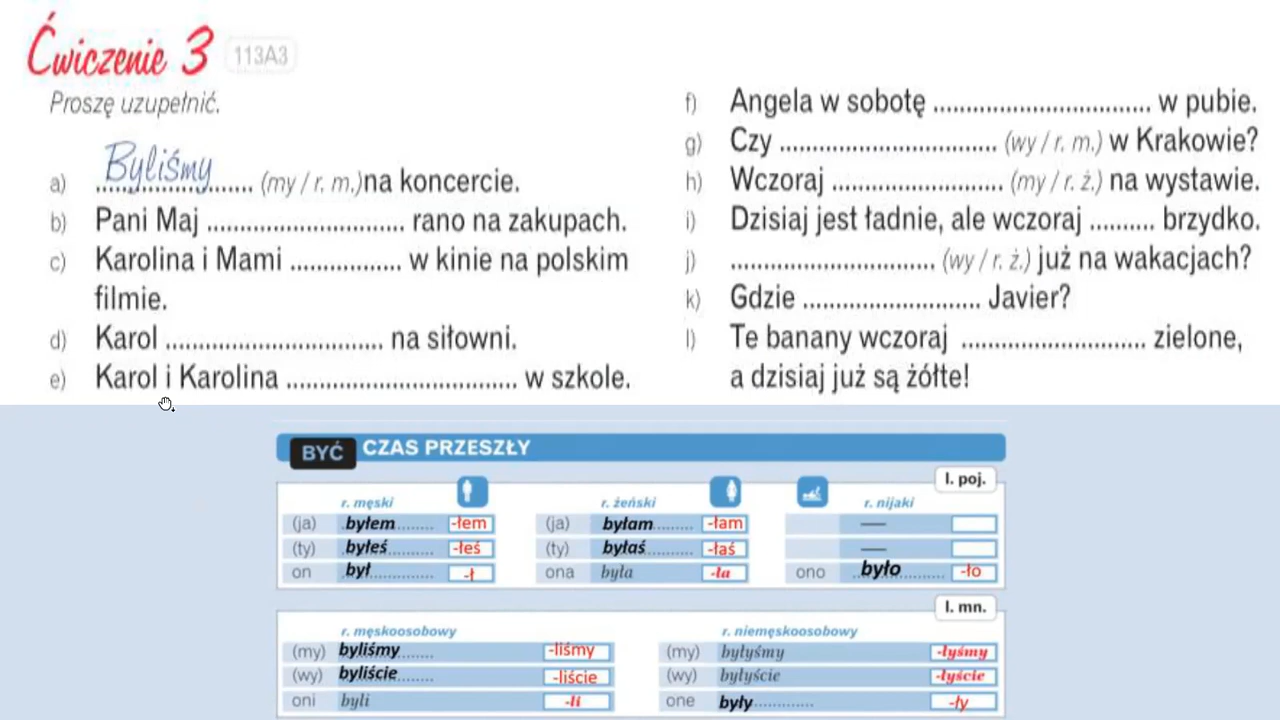 Ćwiczenie 3 113A3
Proszę uzupełnić.
a) Byliśmy (my / r. m.) na koncercie.
b) Pani Maj .............................. rano na zakupach.
c) Karolina i Mami ................. w kinie na polskim
filmie.
d) Karol ................................. na siłowni.
e) Karol i Karolina ................................... w szkole.
f) Angela w sobotę ................................. w pubie.
g) Czy ................................. (wy / r. m.) w Krakowie?
h) Wczoraj .......................... (my / r. ż.) na wystawie.
i) Dzisiaj jest ładnie, ale wczoraj .......... brzydko.
j) ............................... (wy / r. ż.) już na wakacjach?
k) Gdzie ........................... Javier?
l) Te banany wczoraj ............................ zielone,
a dzisiaj już są żółte!
BYĆ CZAS PRZESZŁY
l. poj.
r. męski r. żeński r. nijaki
(ja) byłem -łem (ja) byłam -łam —
(ty) byłeś -łeś (ty) byłaś -łaś —
on był -ł ona była -ła ono było -ło
l. mn.
r. męskoosobowy r. niemęskoosobowy
(my) byliśmy -liśmy (my) byłyśmy -łyśmy
(wy) byliście -liście (wy) byłyście -łyście
oni byli -li one były -ły